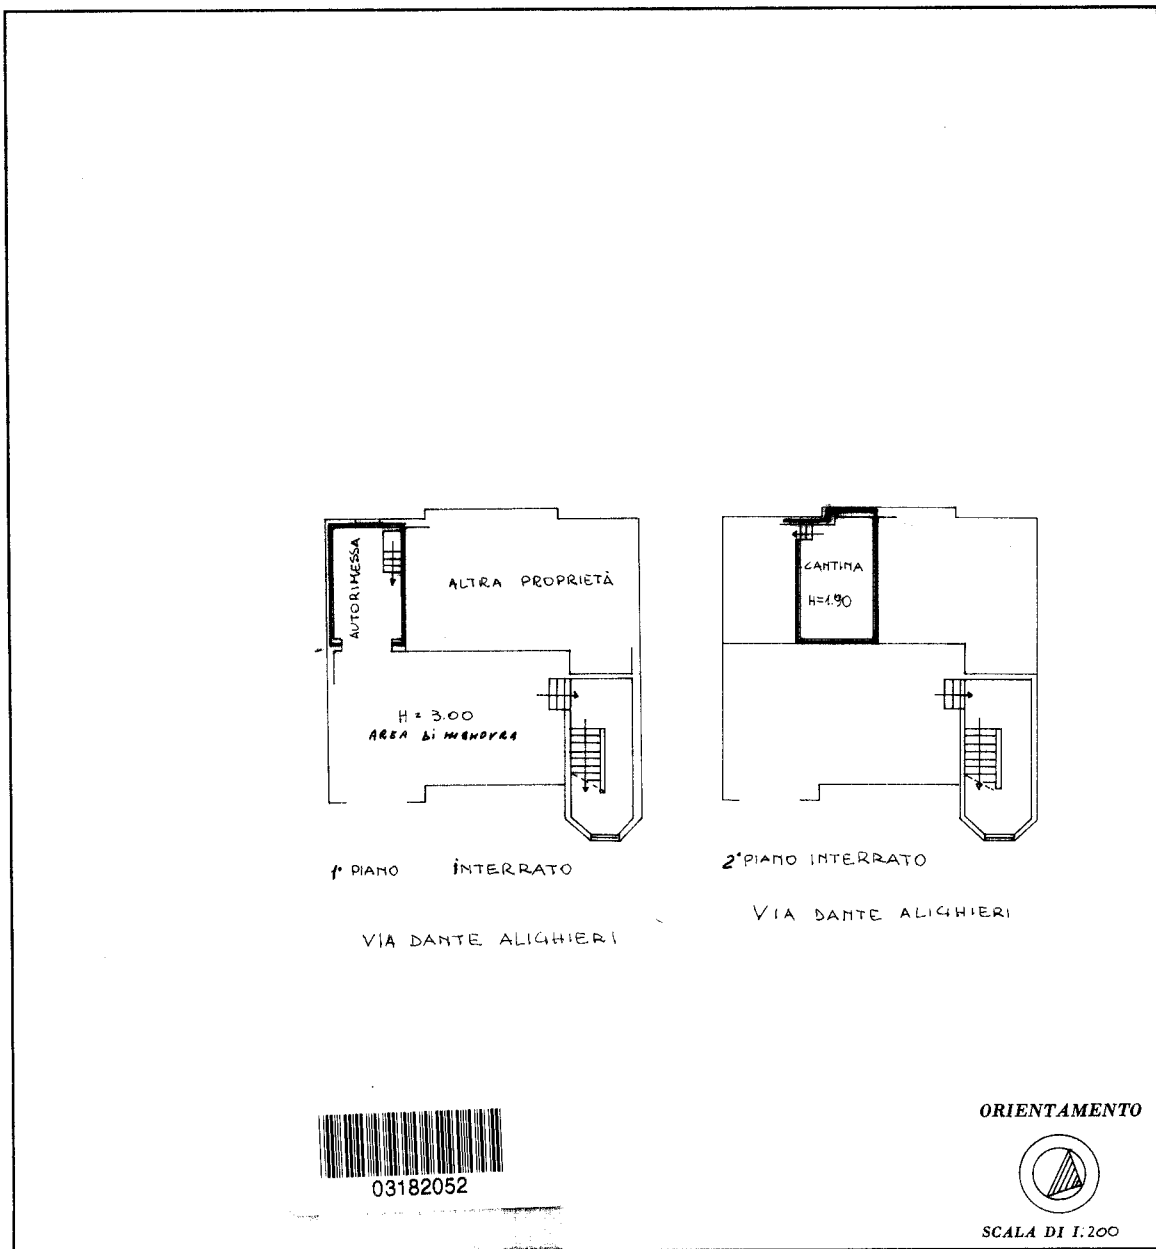 AUTORIMESSA
ALTRA PROPRIETÀ
H = 3.00
AREA Di MANOVRA
1° PIANO INTERRATO
VIA DANTE ALIGHIERI
CANTINA
H=1.90
2° PIANO INTERRATO
VIA DANTE ALIGHIERI
03182052
ORIENTAMENTO
SCALA DI 1:200